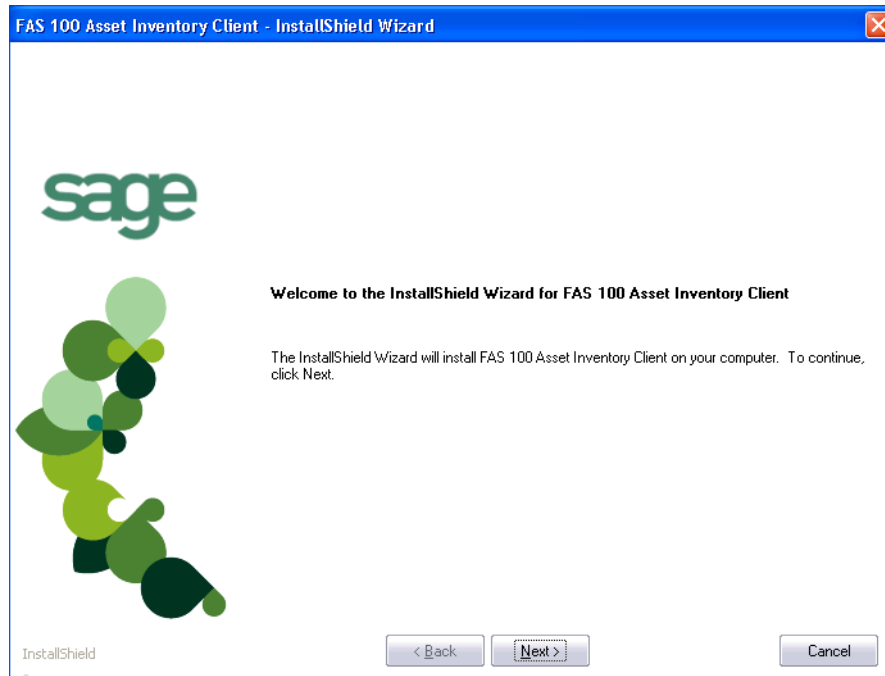 FAS 100 Asset Inventory Client - InstallShield Wizard
sage
Welcome to the InstallShield Wizard for FAS 100 Asset Inventory Client
The InstallShield Wizard will install FAS 100 Asset Inventory Client on your computer.  To continue,
click Next.
InstallShield
< Back
Next >
Cancel